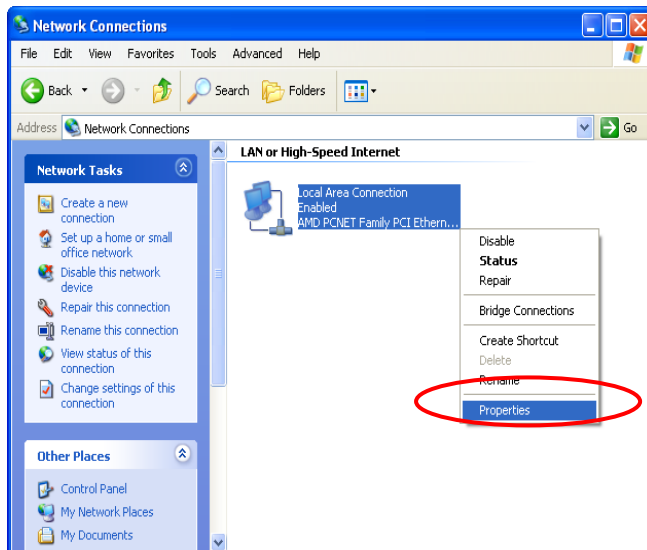 Network Connections
File Edit View Favorites Tools Advanced Help
Back Search Folders
Address Network Connections Go
Network Tasks
Create a new
connection
Set up a home or small
office network
Disable this network
device
Repair this connection
Rename this connection
View status of this
connection
Change settings of this
connection
Other Places
Control Panel
My Network Places
My Documents
LAN or High-Speed Internet
Local Area Connection
Enabled
AMD PCNET Family PCI Ethern...
Disable
Status
Repair
Bridge Connections
Create Shortcut
Delete
Rename
Properties